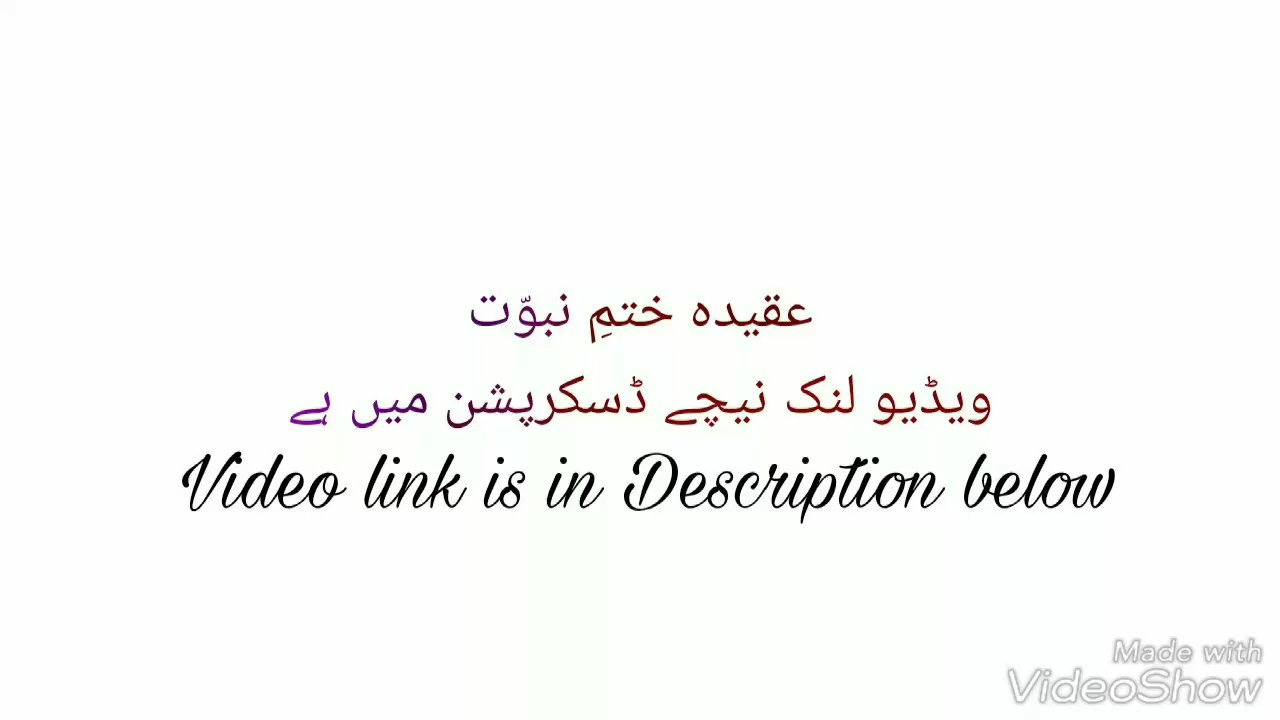 عقیدہ ختمِ نبوّت
ویڈیو لنک نیچے ڈسکرپشن میں ہے
Video link is in Description below
Made with
VideoShow